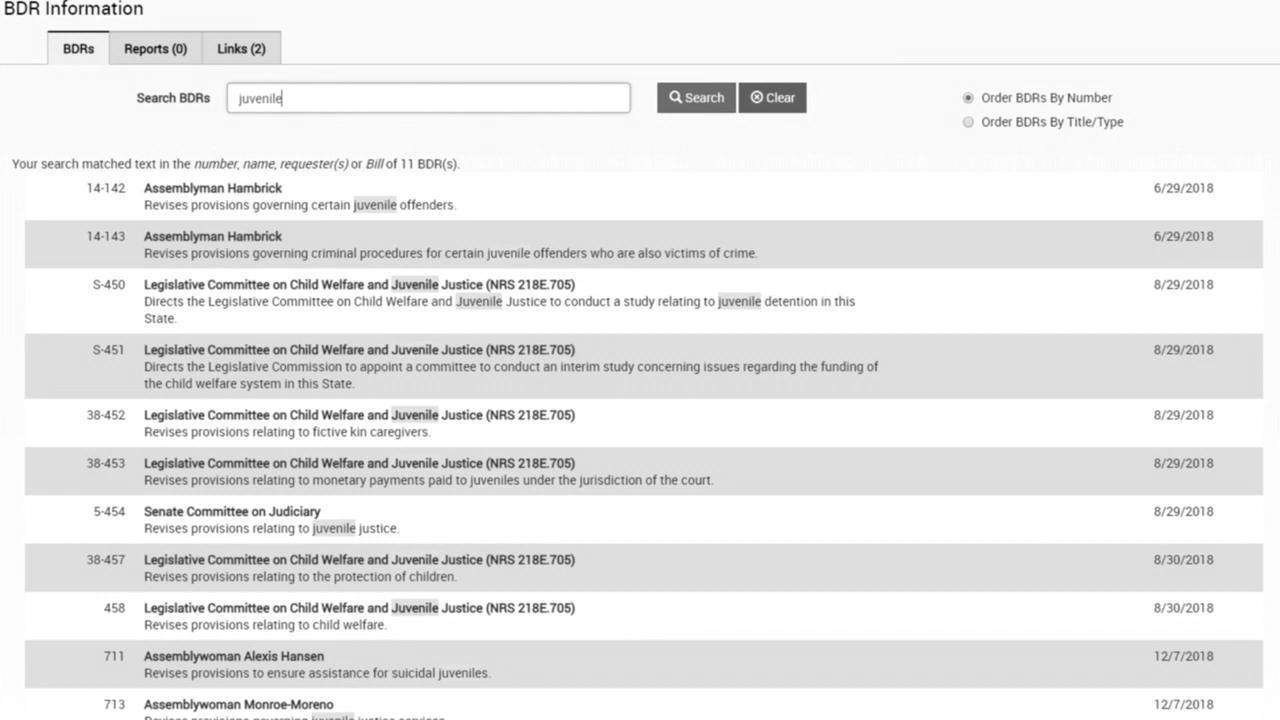 BDR Information
BDRs Reports (0) Links (2)
Search BDRs juvenile Search Clear Order BDRs By Number
Order BDRs By Title/Type
Your search matched text in the number, name, requester(s) or Bill of 11 BDR(s).
14-142 Assemblyman Hambrick 6/29/2018
Revises provisions governing certain juvenile offenders.
14-143 Assemblyman Hambrick 6/29/2018
Revises provisions governing criminal procedures for certain juvenile offenders who are also victims of crime.
S-450 Legislative Committee on Child Welfare and Juvenile Justice (NRS 218E.705) 8/29/2018
Directs the Legislative Committee on Child Welfare and Juvenile Justice to conduct a study relating to juvenile detention in this
State.
S-451 Legislative Committee on Child Welfare and Juvenile Justice (NRS 218E.705) 8/29/2018
Directs the Legislative Commission to appoint a committee to conduct an interim study concerning issues regarding the funding of
the child welfare system in this State.
38-452 Legislative Committee on Child Welfare and Juvenile Justice (NRS 218E.705) 8/29/2018
Revises provisions relating to fictive kin caregivers.
38-453 Legislative Committee on Child Welfare and Juvenile Justice (NRS 218E.705) 8/29/2018
Revises provisions relating to monetary payments paid to juveniles under the jurisdiction of the court.
5-454 Senate Committee on Judiciary 8/29/2018
Revises provisions relating to juvenile justice.
38-457 Legislative Committee on Child Welfare and Juvenile Justice (NRS 218E.705) 8/30/2018
Revises provisions relating to the protection of children.
458 Legislative Committee on Child Welfare and Juvenile Justice (NRS 218E.705) 8/30/2018
Revises provisions relating to child welfare.
711 Assemblywoman Alexis Hansen 12/7/2018
Revises provisions to ensure assistance for suicidal juveniles.
713 Assemblywoman Monroe-Moreno 12/7/2018
Revises provisions governing juvenile justice services.